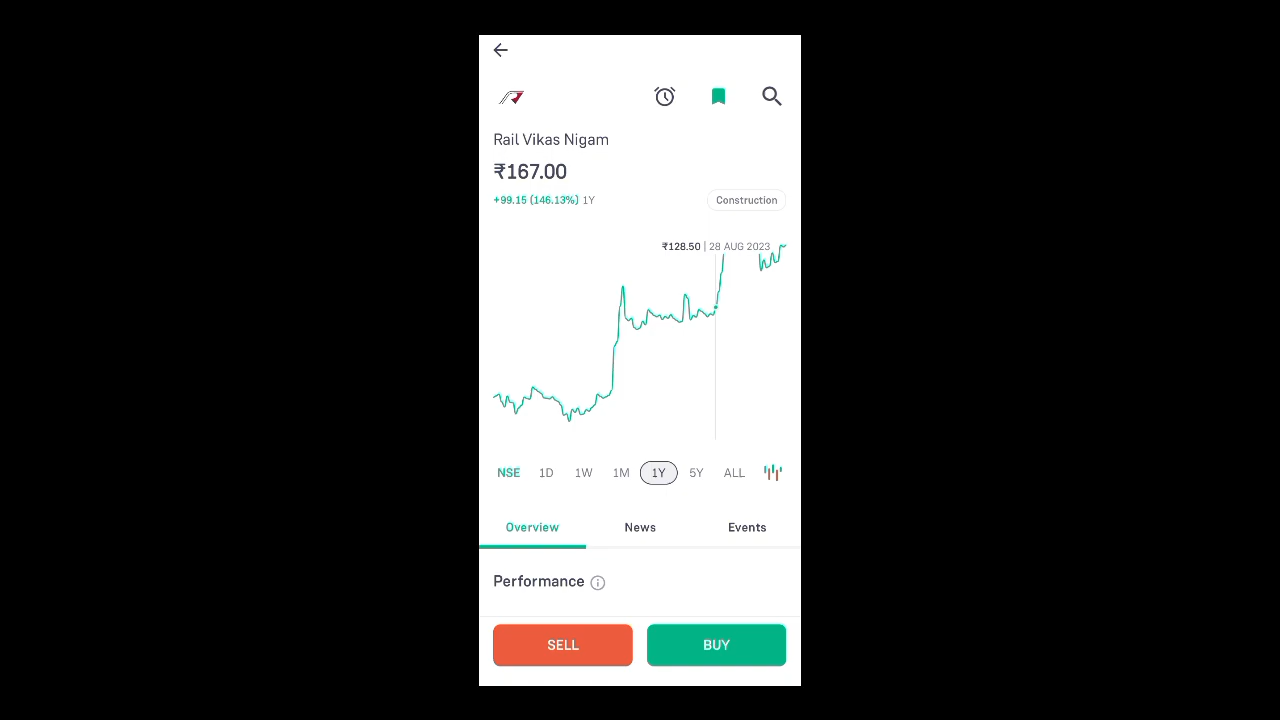 Rail Vikas Nigam
₹167.00
+99.15 (146.13%) 1Y
Construction
₹128.50 | 28 AUG 2023
NSE 1D 1W 1M 1Y 5Y ALL
Overview News Events
Performance
SELL BUY